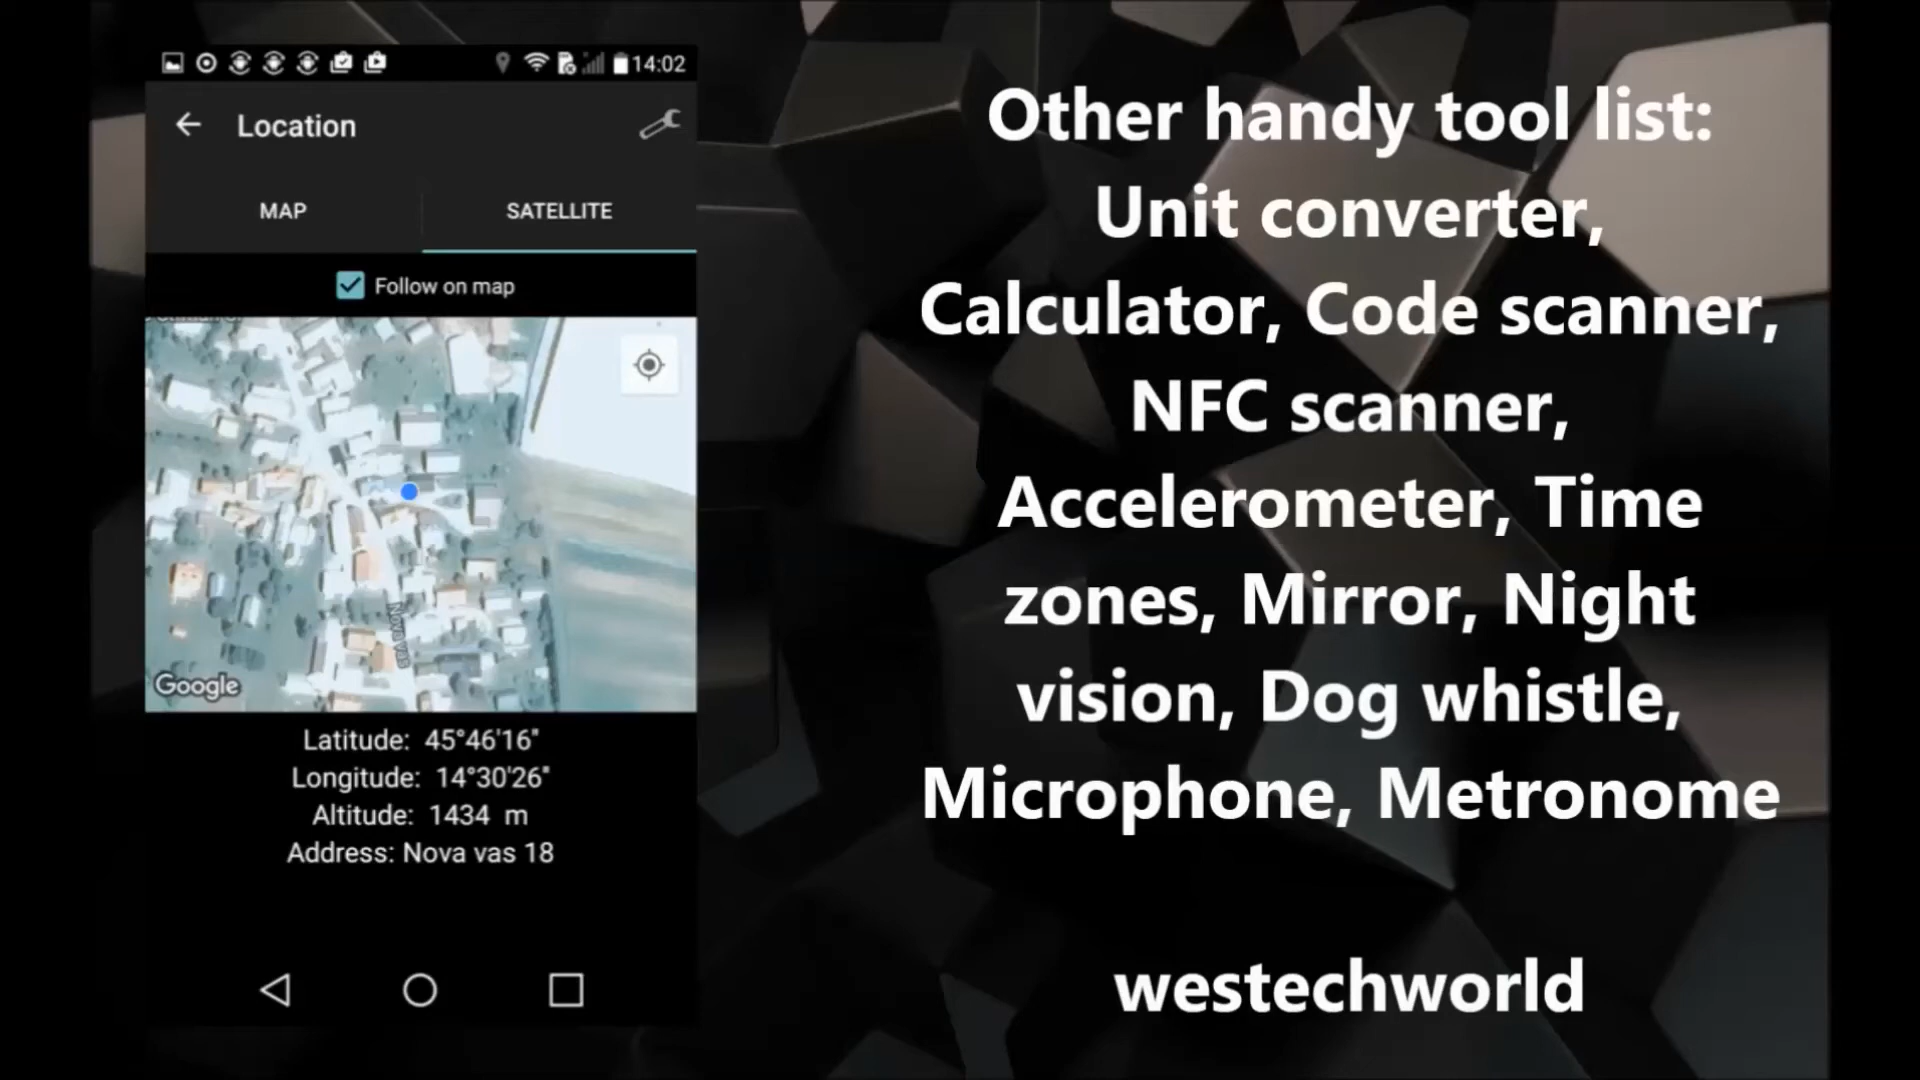 14:02
Location
MAP
SATELLITE
Follow on map
Nova vas
Google
Latitude: 45°46'16"
Longitude: 14°30'26"
Altitude: 1434 m
Address: Nova vas 18
Other handy tool list:
Unit converter,
Calculator, Code scanner,
NFC scanner,
Accelerometer, Time
zones, Mirror, Night
vision, Dog whistle,
Microphone, Metronome
westechworld